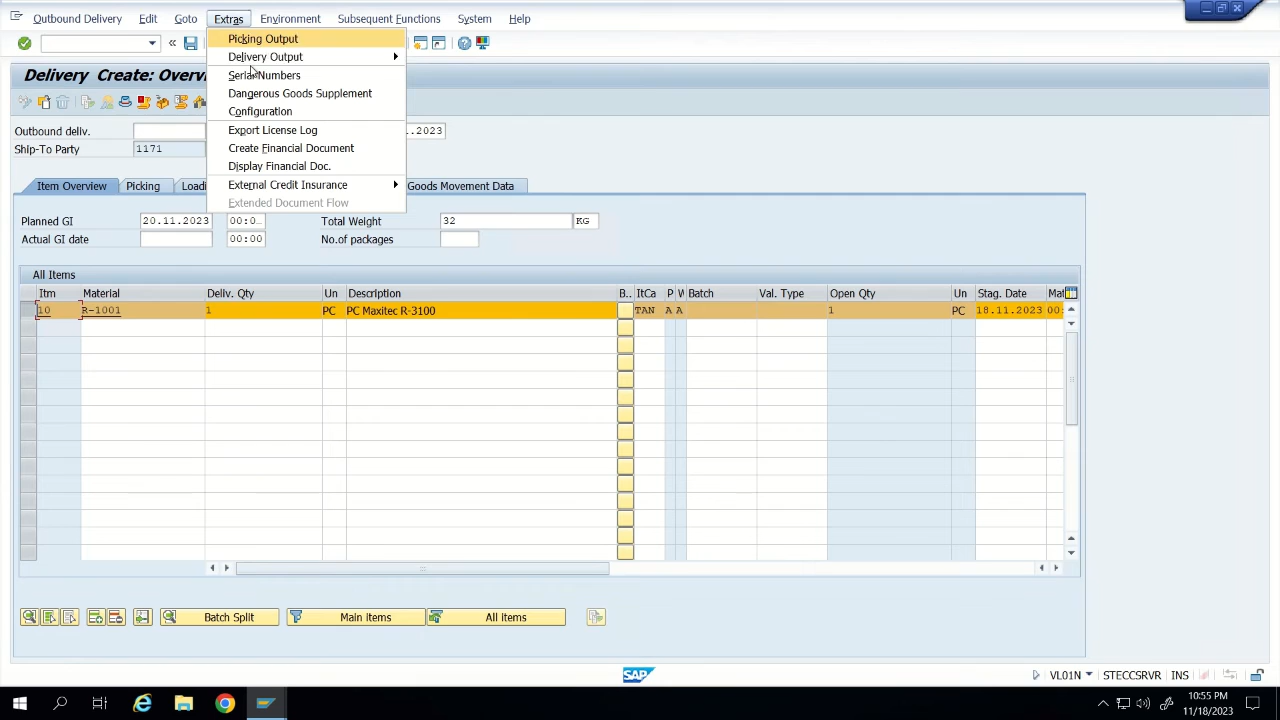 Outbound Delivery Edit Goto Extras Environment Subsequent Functions System Help
Picking Output
Delivery Output
Delivery Create: Overv
Serial Numbers
Dangerous Goods Supplement
Configuration
Outbound deliv. .2023
Export License Log
Ship-To Party 1171
Create Financial Document
Display Financial Doc.
Item Overview Picking Loadi Goods Movement Data
External Credit Insurance
Extended Document Flow
Planned GI 20.11.2023 00:0.. Total Weight 32 KG
Actual GI date 00:00 No.of packages
All Items
Itm Material Deliv. Qty Un Description B.. ItCa P W Batch Val. Type Open Qty Un Stag. Date Mat
10 R-1001 1 PC PC Maxitec R-3100 TAN A A 1 PC 18.11.2023 00:
Batch Split Main items All items
SAP VL01N STECCSRVR INS
10:55 PM
11/18/2023